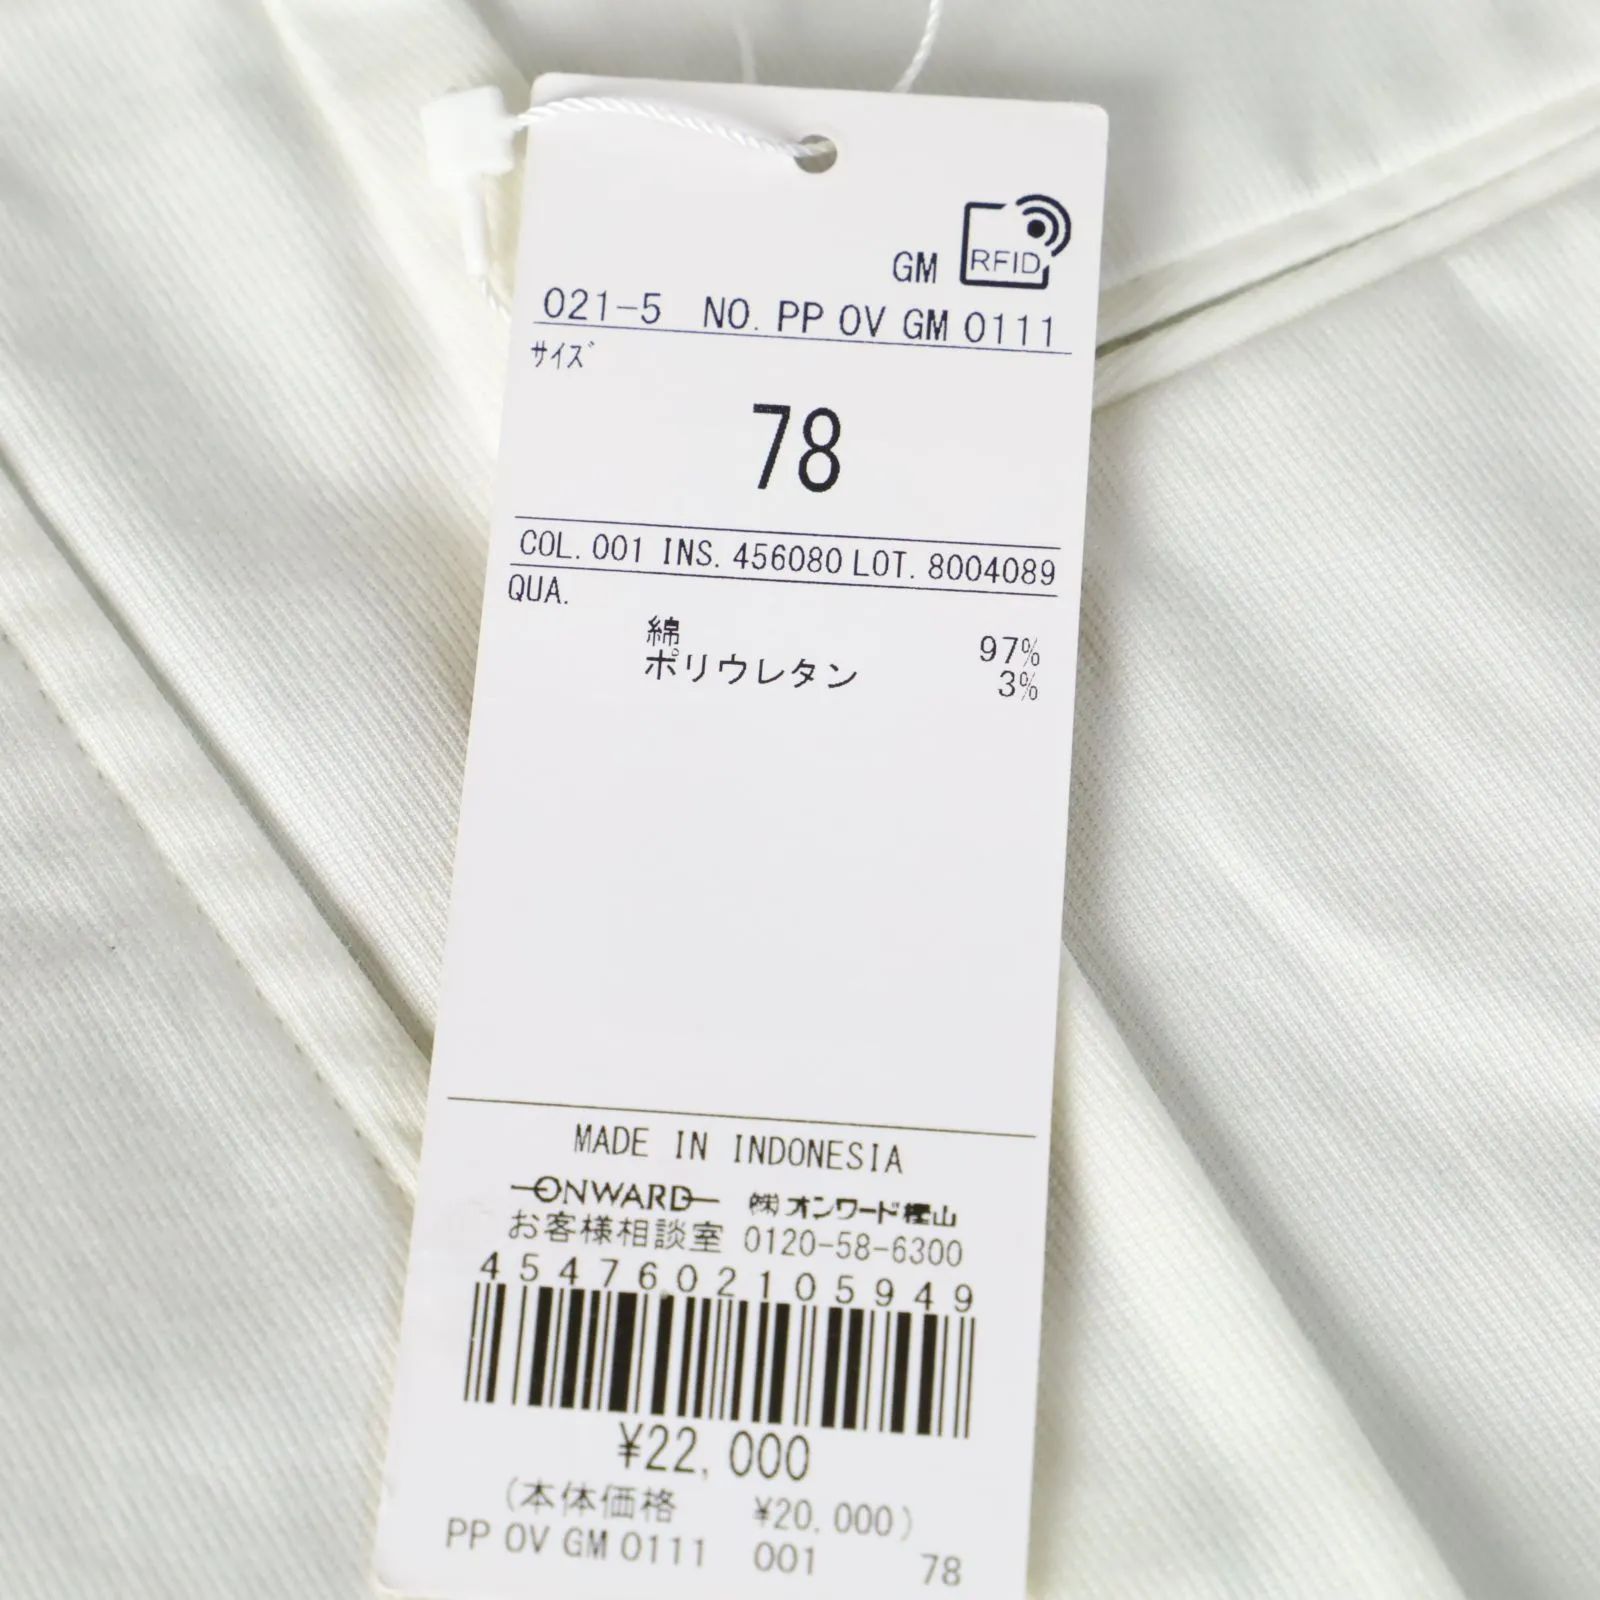 GM RFID
021-5 NO. PP OV GM 0111
サイズ
78
COL. 001 INS. 456080 LOT. 8004089
QUA.
綿 97%
ポリウレタン 3%
MADE IN INDONESIA
ONWARD ㈱オンワード樫山
お客様相談室 0120-58-6300
4547602105949
¥22,000
(本体価格 ¥20,000)
PP OV GM 0111 001 78